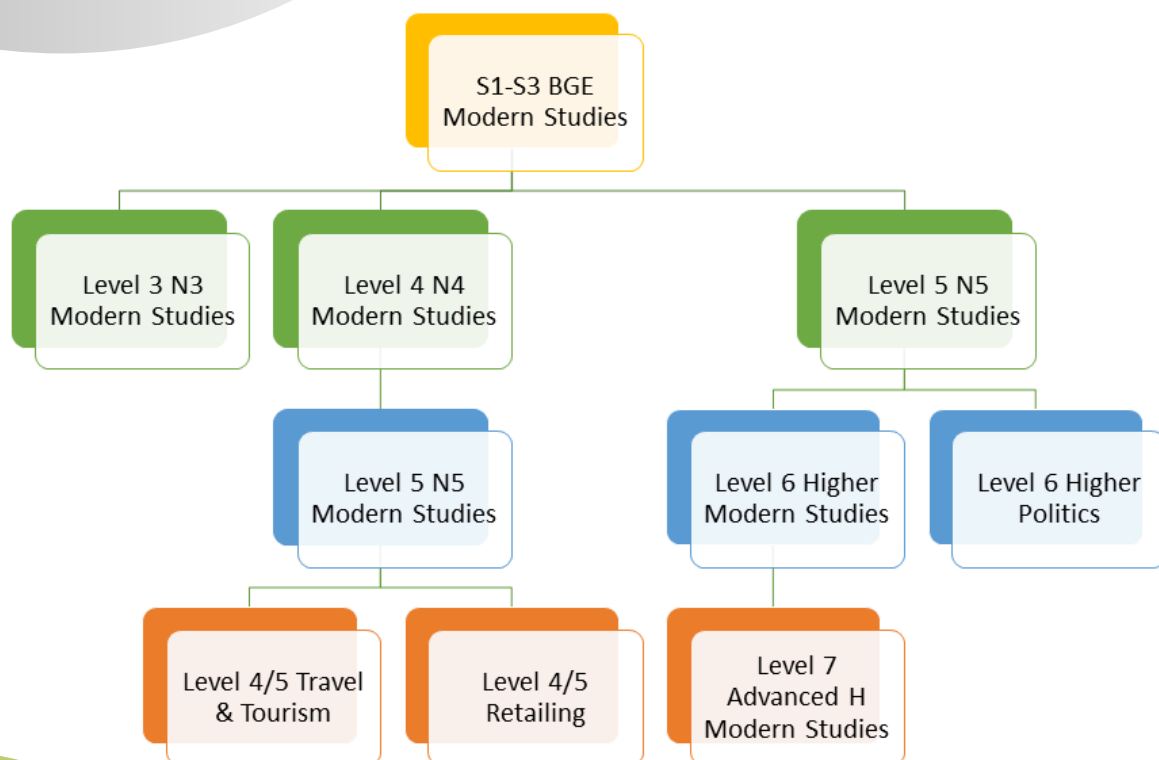 S1-S3 BGE
Modern Studies
Level 3 N3
Modern Studies
Level 4 N4
Modern Studies
Level 5 N5
Modern Studies
Level 5 N5
Modern Studies
Level 6 Higher
Modern Studies
Level 6 Higher
Politics
Level 4/5 Travel
& Tourism
Level 4/5
Retailing
Level 7
Advanced H
Modern Studies